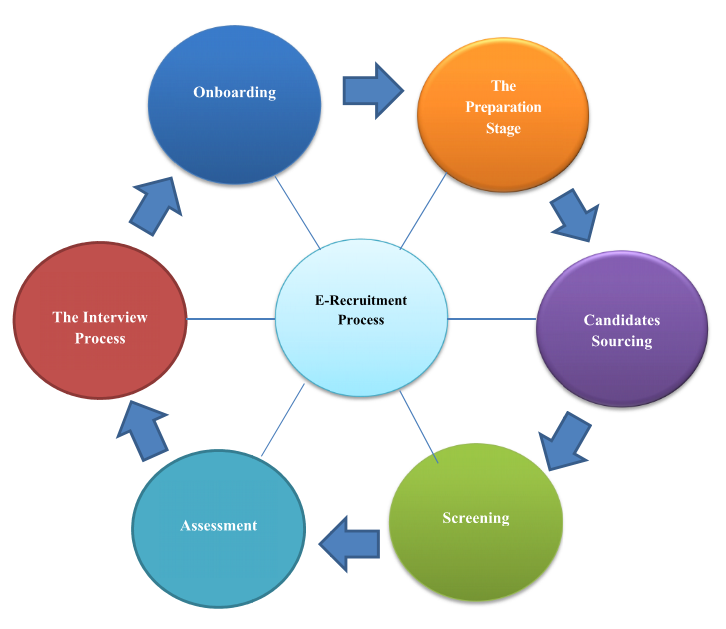 Onboarding
The
Preparation
Stage
Candidates
Sourcing
Screening
Assessment
The Interview
Process
E-Recruitment
Process